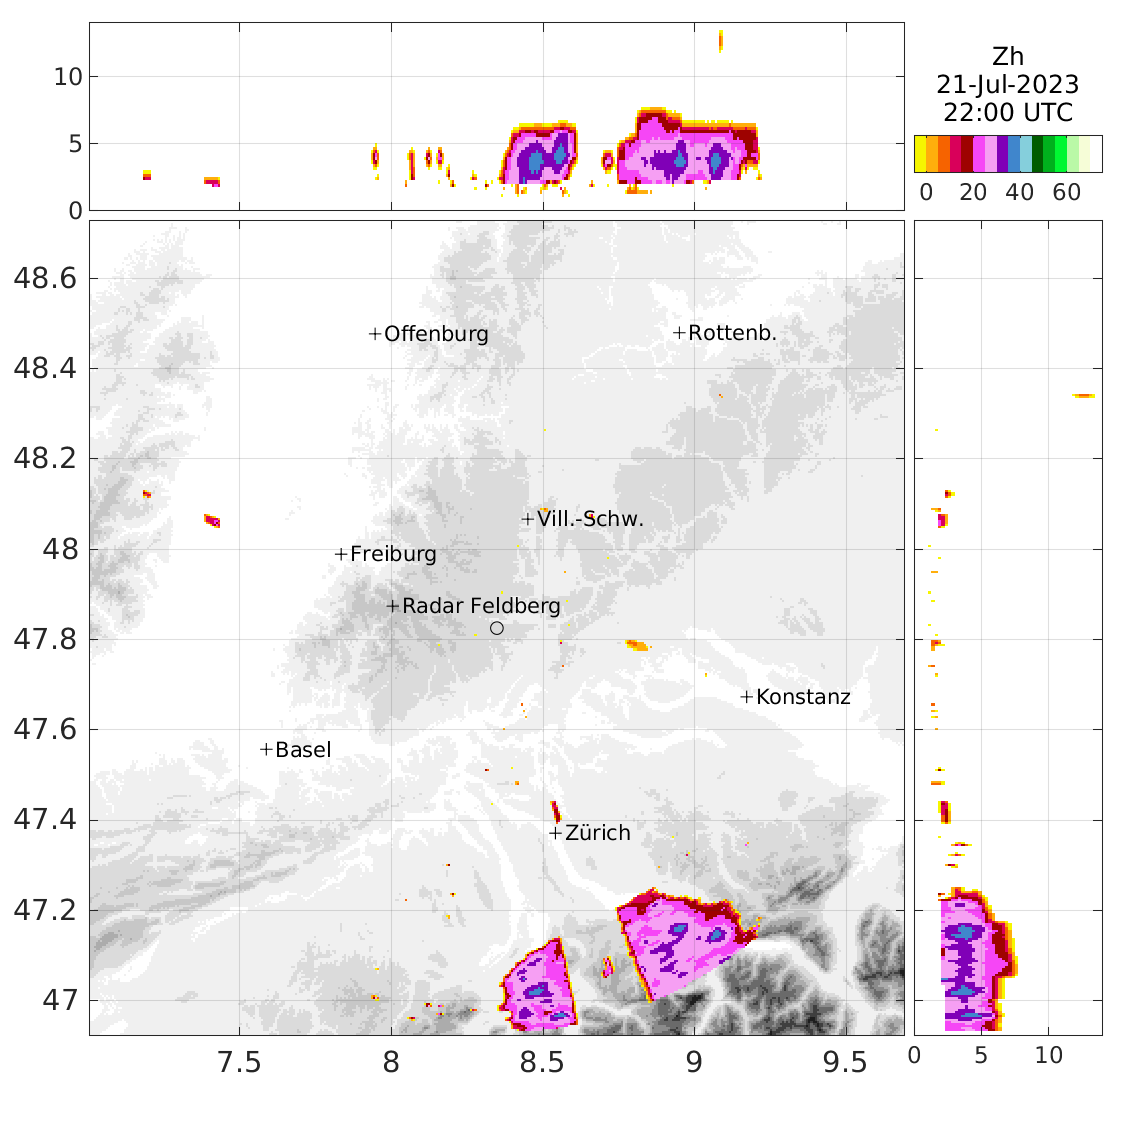 10
5
0
Zh
21-Jul-2023
22:00 UTC
0 20 40 60
48.6
48.4
48.2
48
47.8
47.6
47.4
47.2
47
Offenburg
Rottenb.
Vill.-Schw.
Freiburg
Radar Feldberg
Konstanz
Basel
Zürich
7.5 8 8.5 9 9.5
0 5 10